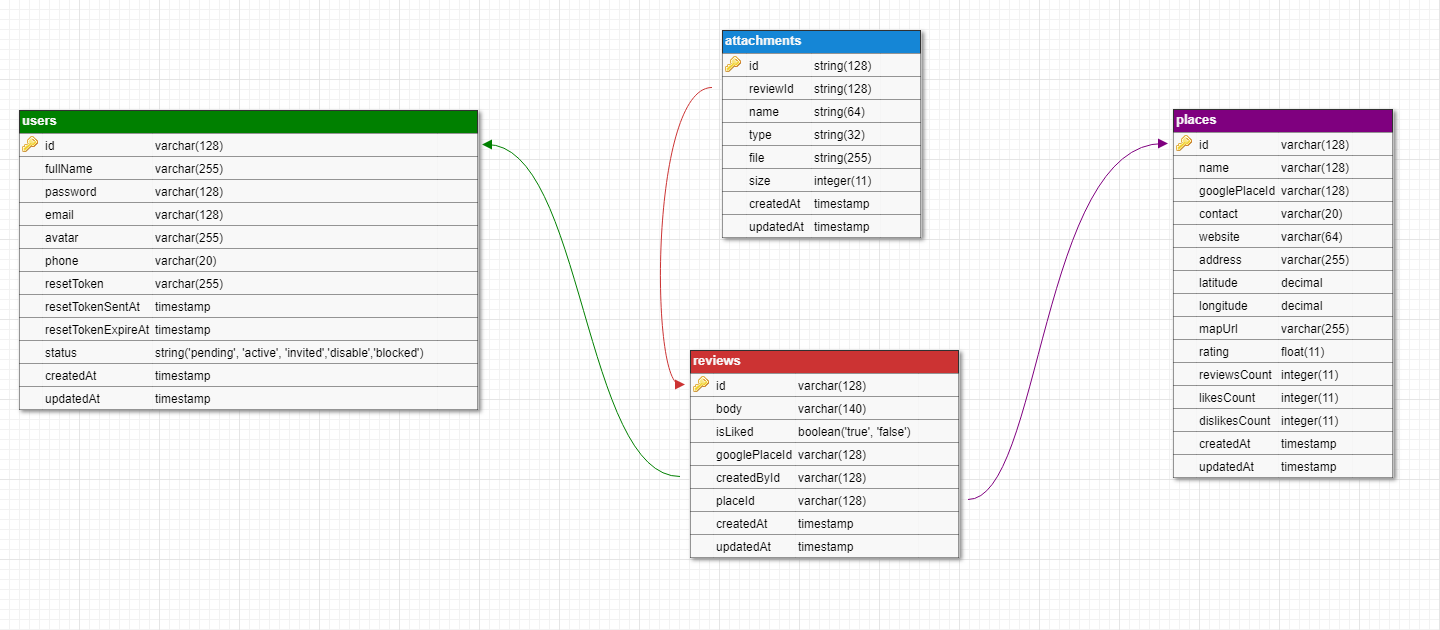 users
id varchar(128)
fullName varchar(255)
password varchar(128)
email varchar(128)
avatar varchar(255)
phone varchar(20)
resetToken varchar(255)
resetTokenSentAt timestamp
resetTokenExpireAt timestamp
status string('pending', 'active', 'invited','disable','blocked')
createdAt timestamp
updatedAt timestamp
attachments
id string(128)
reviewId string(128)
name string(64)
type string(32)
file string(255)
size integer(11)
createdAt timestamp
updatedAt timestamp
reviews
id varchar(128)
body varchar(140)
isLiked boolean('true', 'false')
googlePlaceId varchar(128)
createdById varchar(128)
placeId varchar(128)
createdAt timestamp
updatedAt timestamp
places
id varchar(128)
name varchar(128)
googlePlaceId varchar(128)
contact varchar(20)
website varchar(64)
address varchar(255)
latitude decimal
longitude decimal
mapUrl varchar(255)
rating float(11)
reviewsCount integer(11)
likesCount integer(11)
dislikesCount integer(11)
createdAt timestamp
updatedAt timestamp